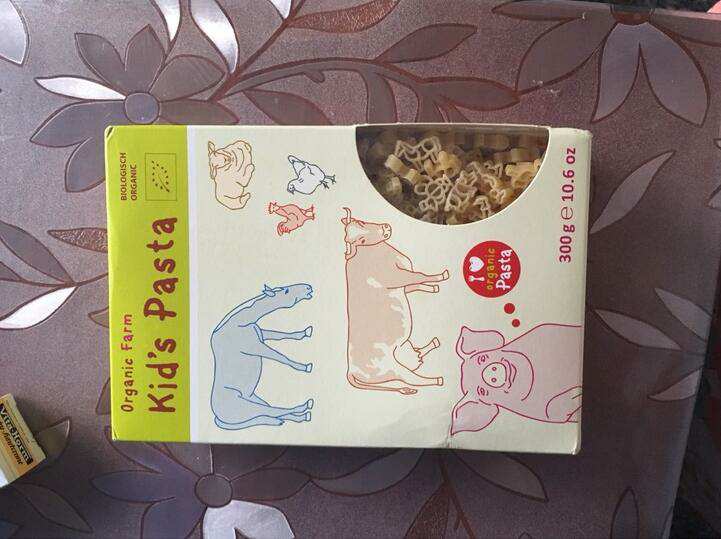 Organic Farm
Kid's Pasta
BIOLOGISCH
ORGANIC
I
organic
Pasta
300 g e 10.6 oz